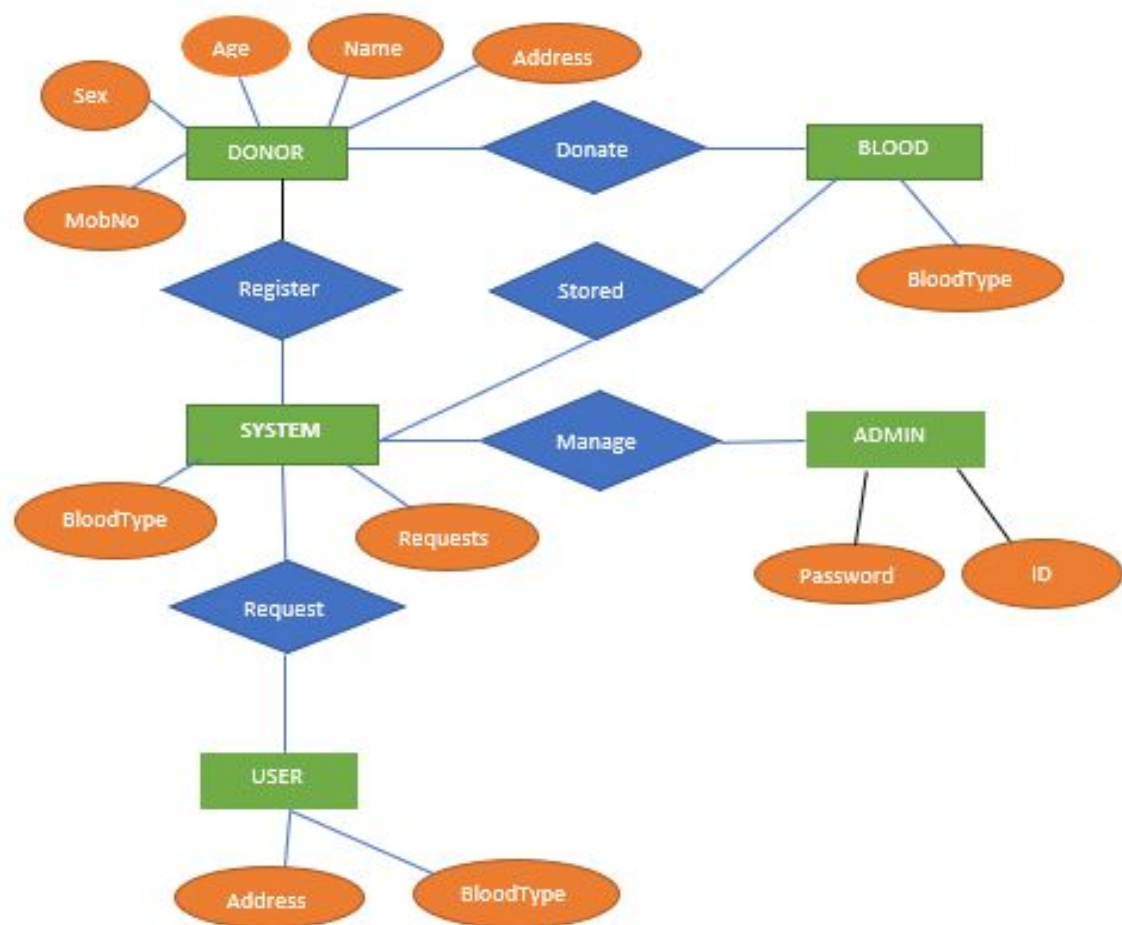 Age
Name
Address
Sex
DONOR
Donate
BLOOD
MobNo
Register
Stored
BloodType
SYSTEM
Manage
ADMIN
BloodType
Requests
Password
ID
Request
USER
Address
BloodType